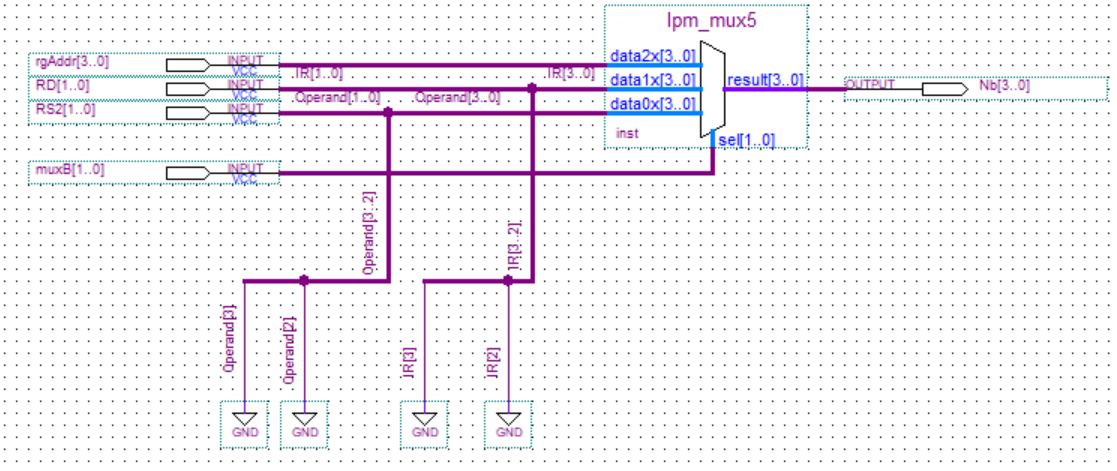 lpm_mux5
rgAddr[3..0]
INPUT
VCC
IR[1..0]
IR[3..0]
data2x[3..0]
RD[1..0]
INPUT
VCC
Operand[1..0]
Operand[3..0]
data1x[3..0]
result[3..0]
OUTPUT
Nb[3..0]
RS2[1..0]
INPUT
VCC
data0x[3..0]
inst
sel[1..0]
muxB[1..0]
INPUT
VCC
Operand[3..2]
IR[3..2]
Operand[3]
Operand[2]
IR[3]
IR[2]
GND
GND
GND
GND